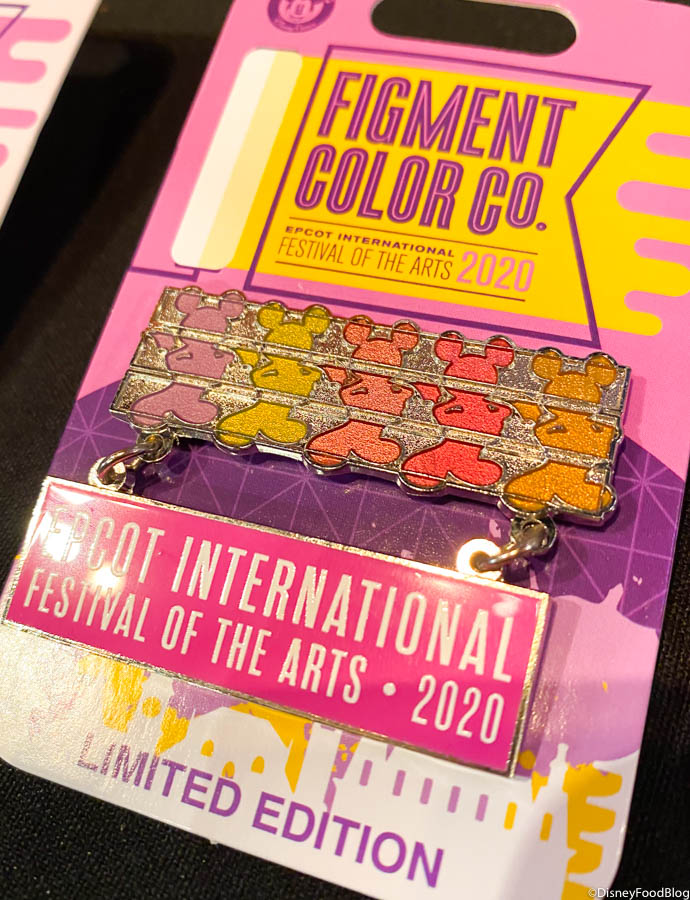 FIGMENT
COLOR CO.
EPCOT INTERNATIONAL
FESTIVAL OF THE ARTS 2020
EPCOT INTERNATIONAL
FESTIVAL OF THE ARTS • 2020
LIMITED EDITION
©DisneyFoodBlog